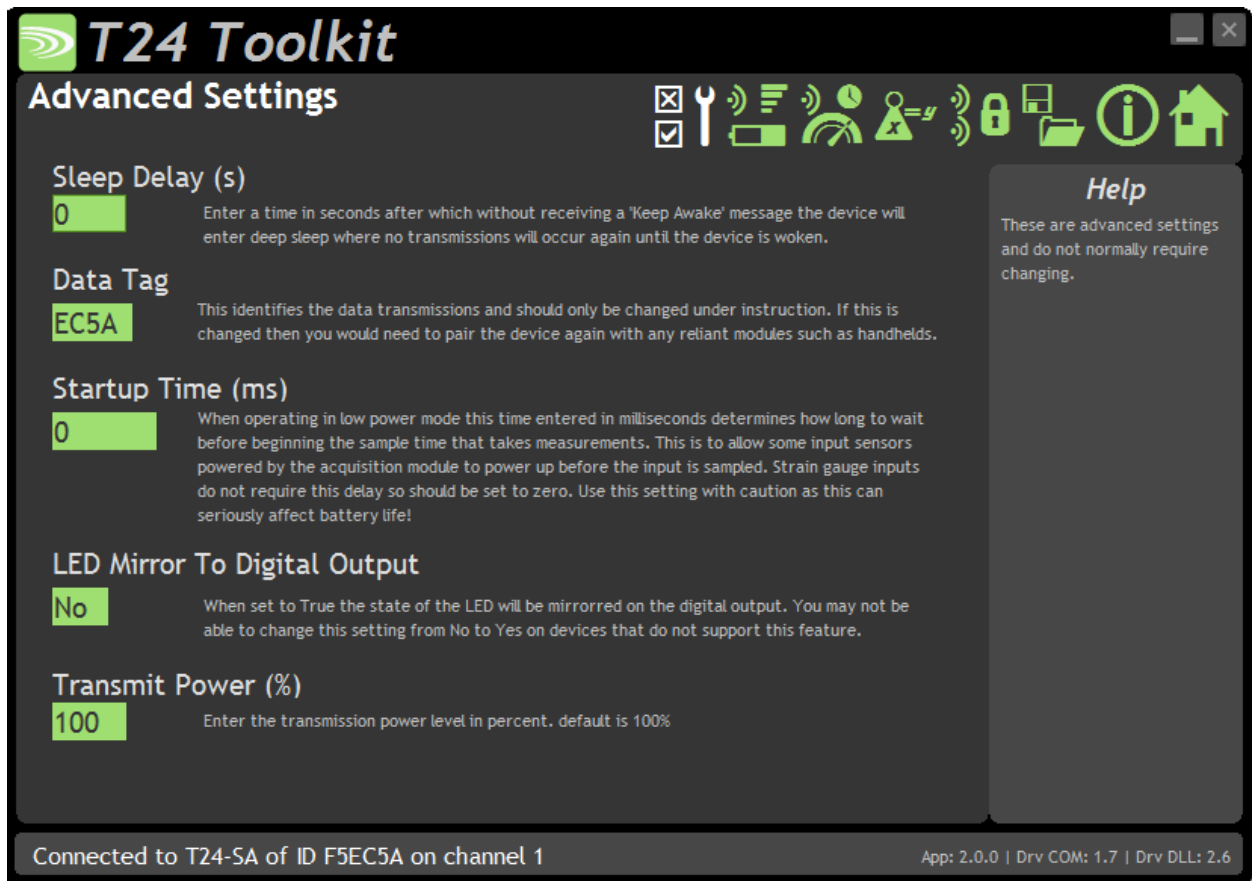 T24 Toolkit
Advanced Settings
x
=y
Sleep Delay (s)
0
Enter a time in seconds after which without receiving a 'Keep Awake' message the device will
enter deep sleep where no transmissions will occur again until the device is woken.
Data Tag
EC5A
This identifies the data transmissions and should only be changed under instruction. If this is
changed then you would need to pair the device again with any reliant modules such as handhelds.
Startup Time (ms)
0
When operating in low power mode this time entered in milliseconds determines how long to wait
before beginning the sample time that takes measurements. This is to allow some input sensors
powered by the acquisition module to power up before the input is sampled. Strain gauge inputs
do not require this delay so should be set to zero. Use this setting with caution as this can
seriously affect battery life!
LED Mirror To Digital Output
No
When set to True the state of the LED will be mirrorred on the digital output. You may not be
able to change this setting from No to Yes on devices that do not support this feature.
Transmit Power (%)
100
Enter the transmission power level in percent. default is 100%
Help
These are advanced settings
and do not normally require
changing.
Connected to T24-SA of ID F5EC5A on channel 1
App: 2.0.0 | Drv COM: 1.7 | Drv DLL: 2.6